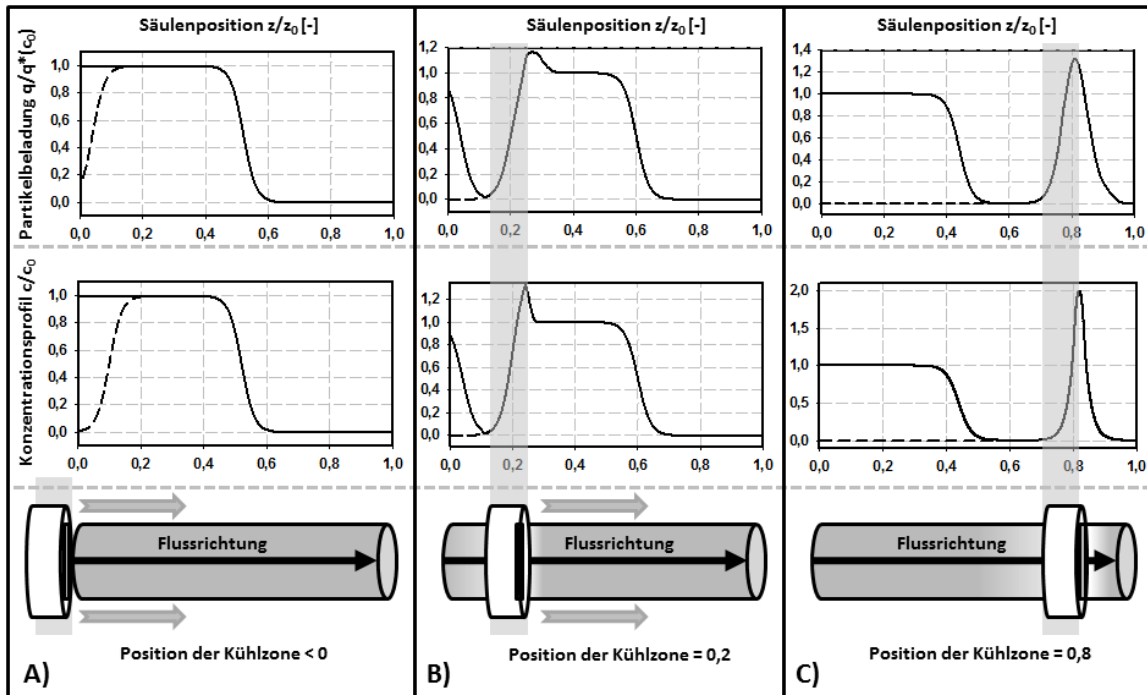 Säulenposition z/z₀ [-]
Säulenposition z/z₀ [-]
Säulenposition z/z₀ [-]
Partikelbeladung q/q*(c₀)
1,0
0,8
0,6
0,4
0,2
0,0
0,0 0,2 0,4 0,6 0,8 1,0
1,2
1,0
0,8
0,6
0,4
0,2
0,0
0,0 0,2 0,4 0,6 0,8 1,0
1,4
1,2
1,0
0,8
0,6
0,4
0,2
0,0
0,0 0,2 0,4 0,6 0,8 1,0
Konzentrationsprofil c/c₀
1,0
0,8
0,6
0,4
0,2
0,0
0,0 0,2 0,4 0,6 0,8 1,0
1,2
1,0
0,8
0,6
0,4
0,2
0,0
0,0 0,2 0,4 0,6 0,8 1,0
2,0
1,5
1,0
0,5
0,0
0,0 0,2 0,4 0,6 0,8 1,0
Flussrichtung
Flussrichtung
Flussrichtung
A)
Position der Kühlzone < 0
B)
Position der Kühlzone = 0,2
C)
Position der Kühlzone = 0,8